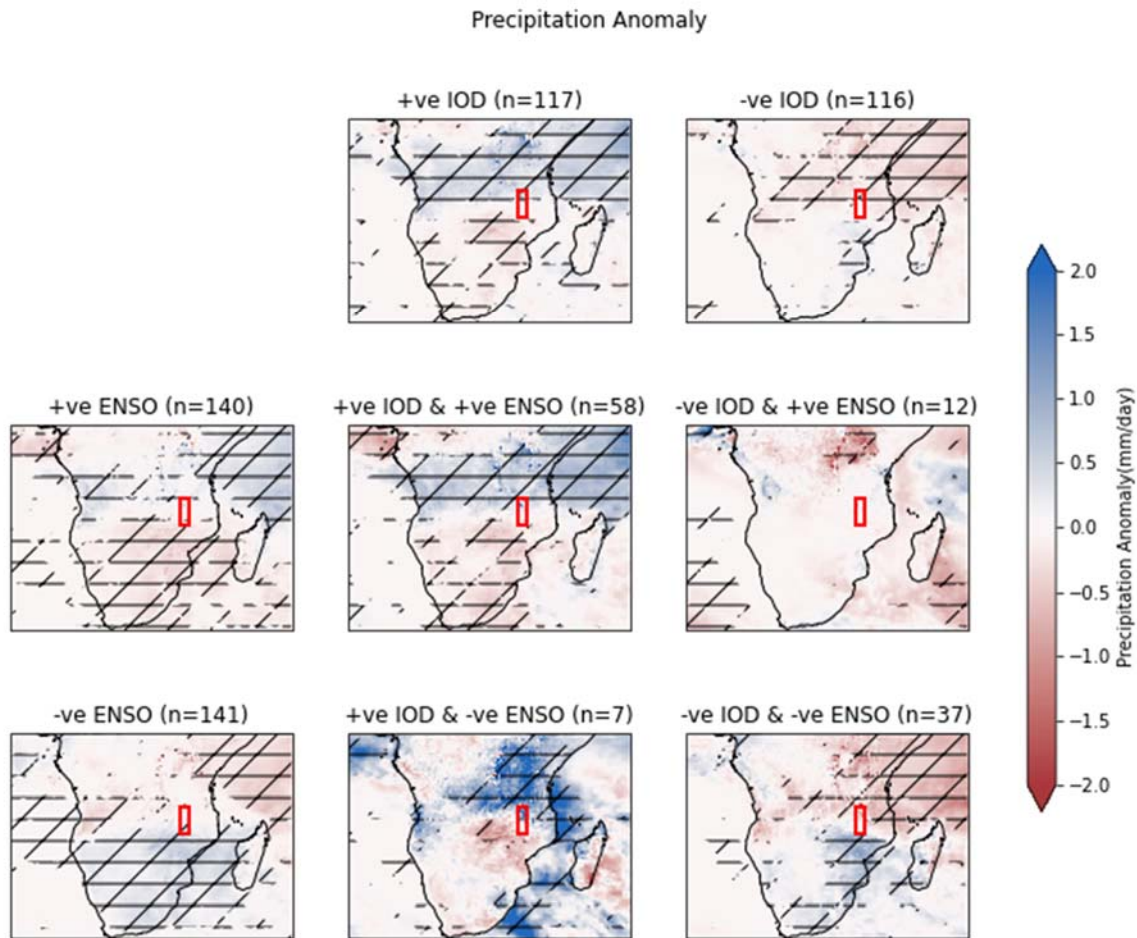 Precipitation Anomaly
+ve IOD (n=117)
-ve IOD (n=116)
+ve ENSO (n=140)
+ve IOD & +ve ENSO (n=58)
-ve IOD & +ve ENSO (n=12)
-ve ENSO (n=141)
+ve IOD & -ve ENSO (n=7)
-ve IOD & -ve ENSO (n=37)
2.0
1.5
1.0
0.5
0.0
−0.5
−1.0
−1.5
−2.0
Precipitation Anomaly(mm/day)